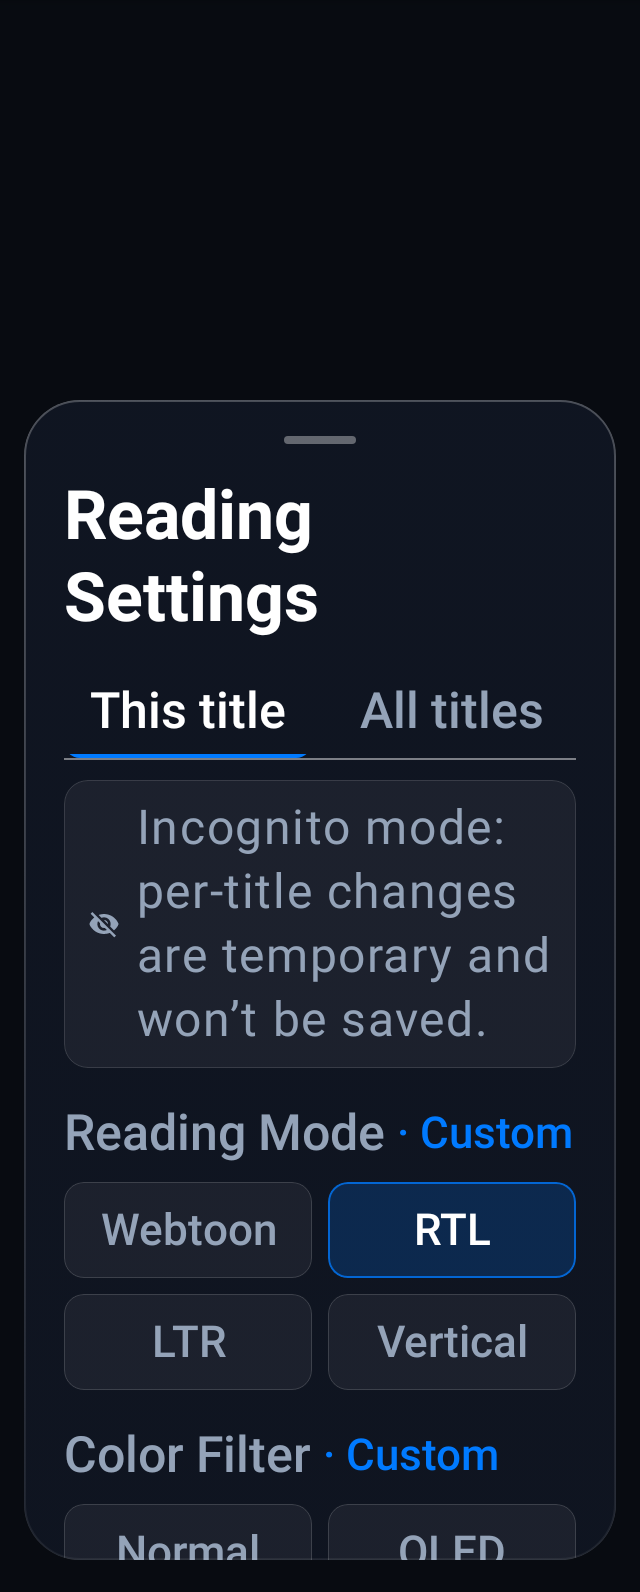 Reading
Settings
This title
All titles
Incognito mode:
per-title changes
are temporary and
won’t be saved.
Reading Mode · Custom
Webtoon
RTL
LTR
Vertical
Color Filter · Custom
Normal
OLED